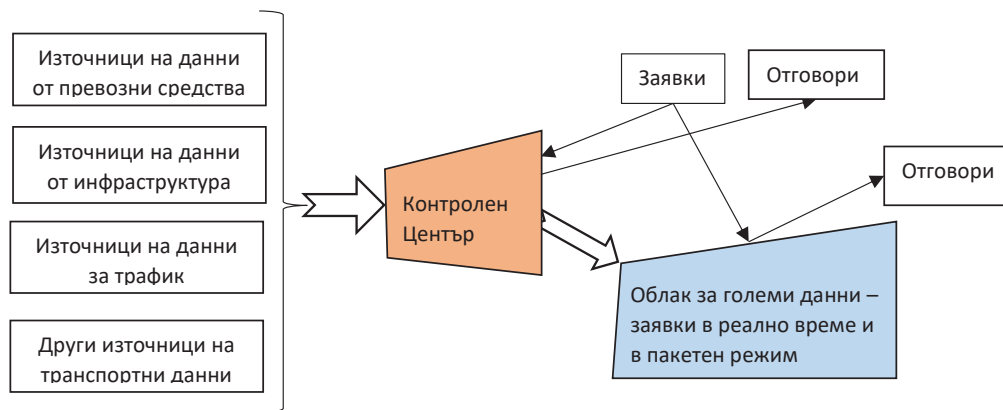 Източници на данни
от превозни средства
Източници на данни
от инфраструктура
Източници на данни
за трафик
Други източници на
транспортни данни
Контролен
Център
Заявки
Отговори
Отговори
Облак за големи данни –
заявки в реално време и
в пакетен режим